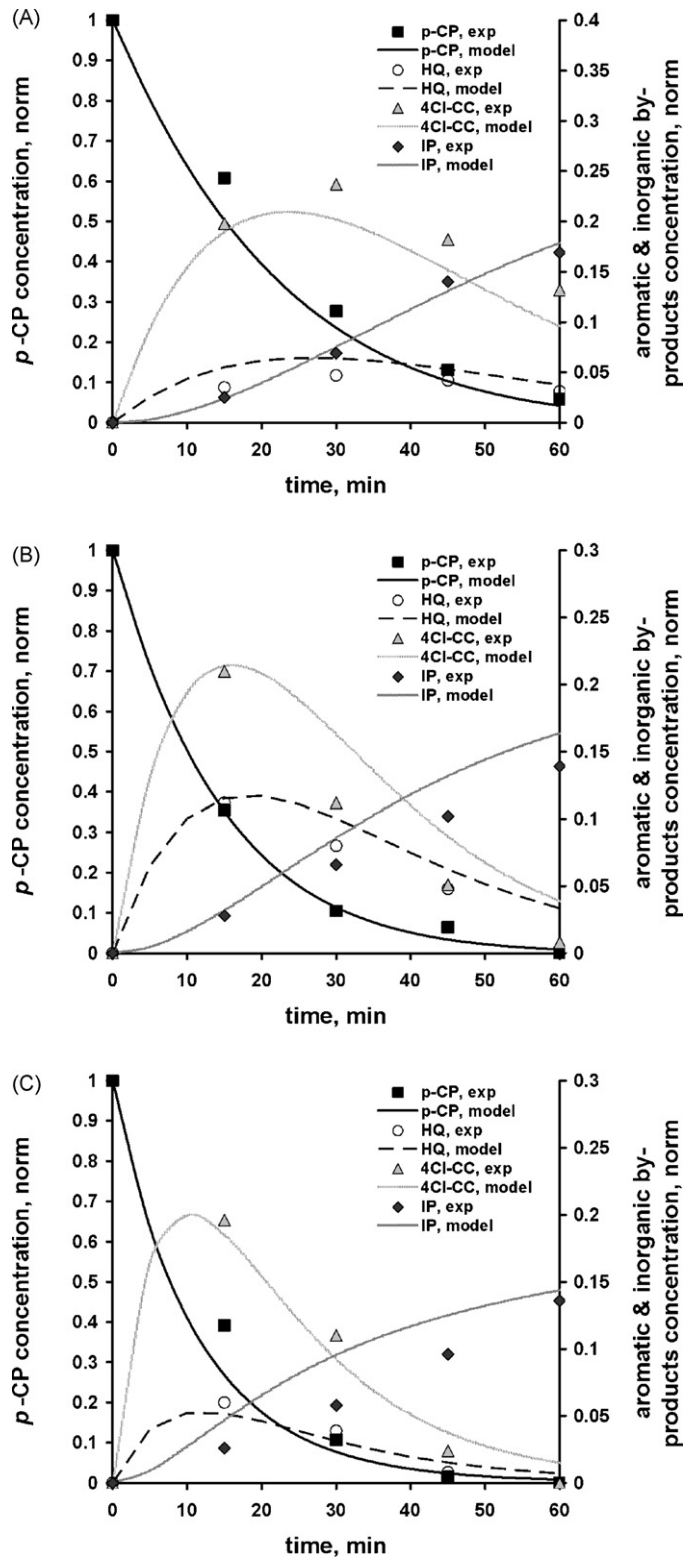 (A)
1
0.9
0.8
0.7
0.6
0.5
0.4
0.3
0.2
0.1
0
p-CP concentration, norm
0.4
0.35
0.3
0.25
0.2
0.15
0.1
0.05
0
aromatic & inorganic by-
products concentration, norm
p-CP, exp
p-CP, model
HQ, exp
HQ, model
4Cl-CC, exp
4Cl-CC, model
IP, exp
IP, model
0 10 20 30 40 50 60
time, min
(B)
1
0.9
0.8
0.7
0.6
0.5
0.4
0.3
0.2
0.1
0
p-CP concentration, norm
0.3
0.25
0.2
0.15
0.1
0.05
0
aromatic & inorganic by-
products concentration, norm
p-CP, exp
p-CP, model
HQ, exp
HQ, model
4Cl-CC, exp
4Cl-CC, model
IP, exp
IP, model
0 10 20 30 40 50 60
time, min
(C)
1
0.9
0.8
0.7
0.6
0.5
0.4
0.3
0.2
0.1
0
p-CP concentration, norm
0.3
0.25
0.2
0.15
0.1
0.05
0
aromatic & inorganic by-
products concentration, norm
p-CP, exp
p-CP, model
HQ, exp
HQ, model
4Cl-CC, exp
4Cl-CC, model
IP, exp
IP, model
0 10 20 30 40 50 60
time, min